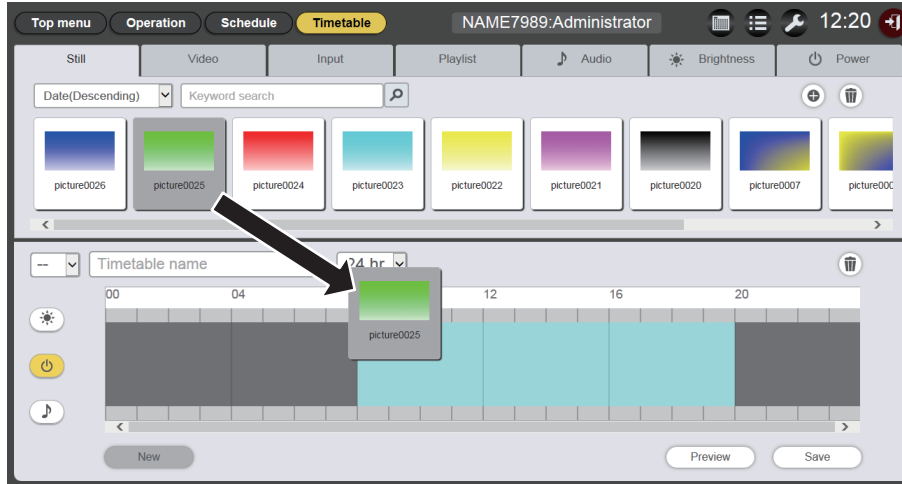 Top menu Operation Schedule Timetable NAME7989:Administrator 12:20
Still Video Input Playlist Audio Brightness Power
Date(Descending) Keyword search
picture0026 picture0025 picture0024 picture0023 picture0022 picture0021 picture0020 picture0007 picture000
-- Timetable name 24 hr
00 04 12 16 20
picture0025
New Preview Save